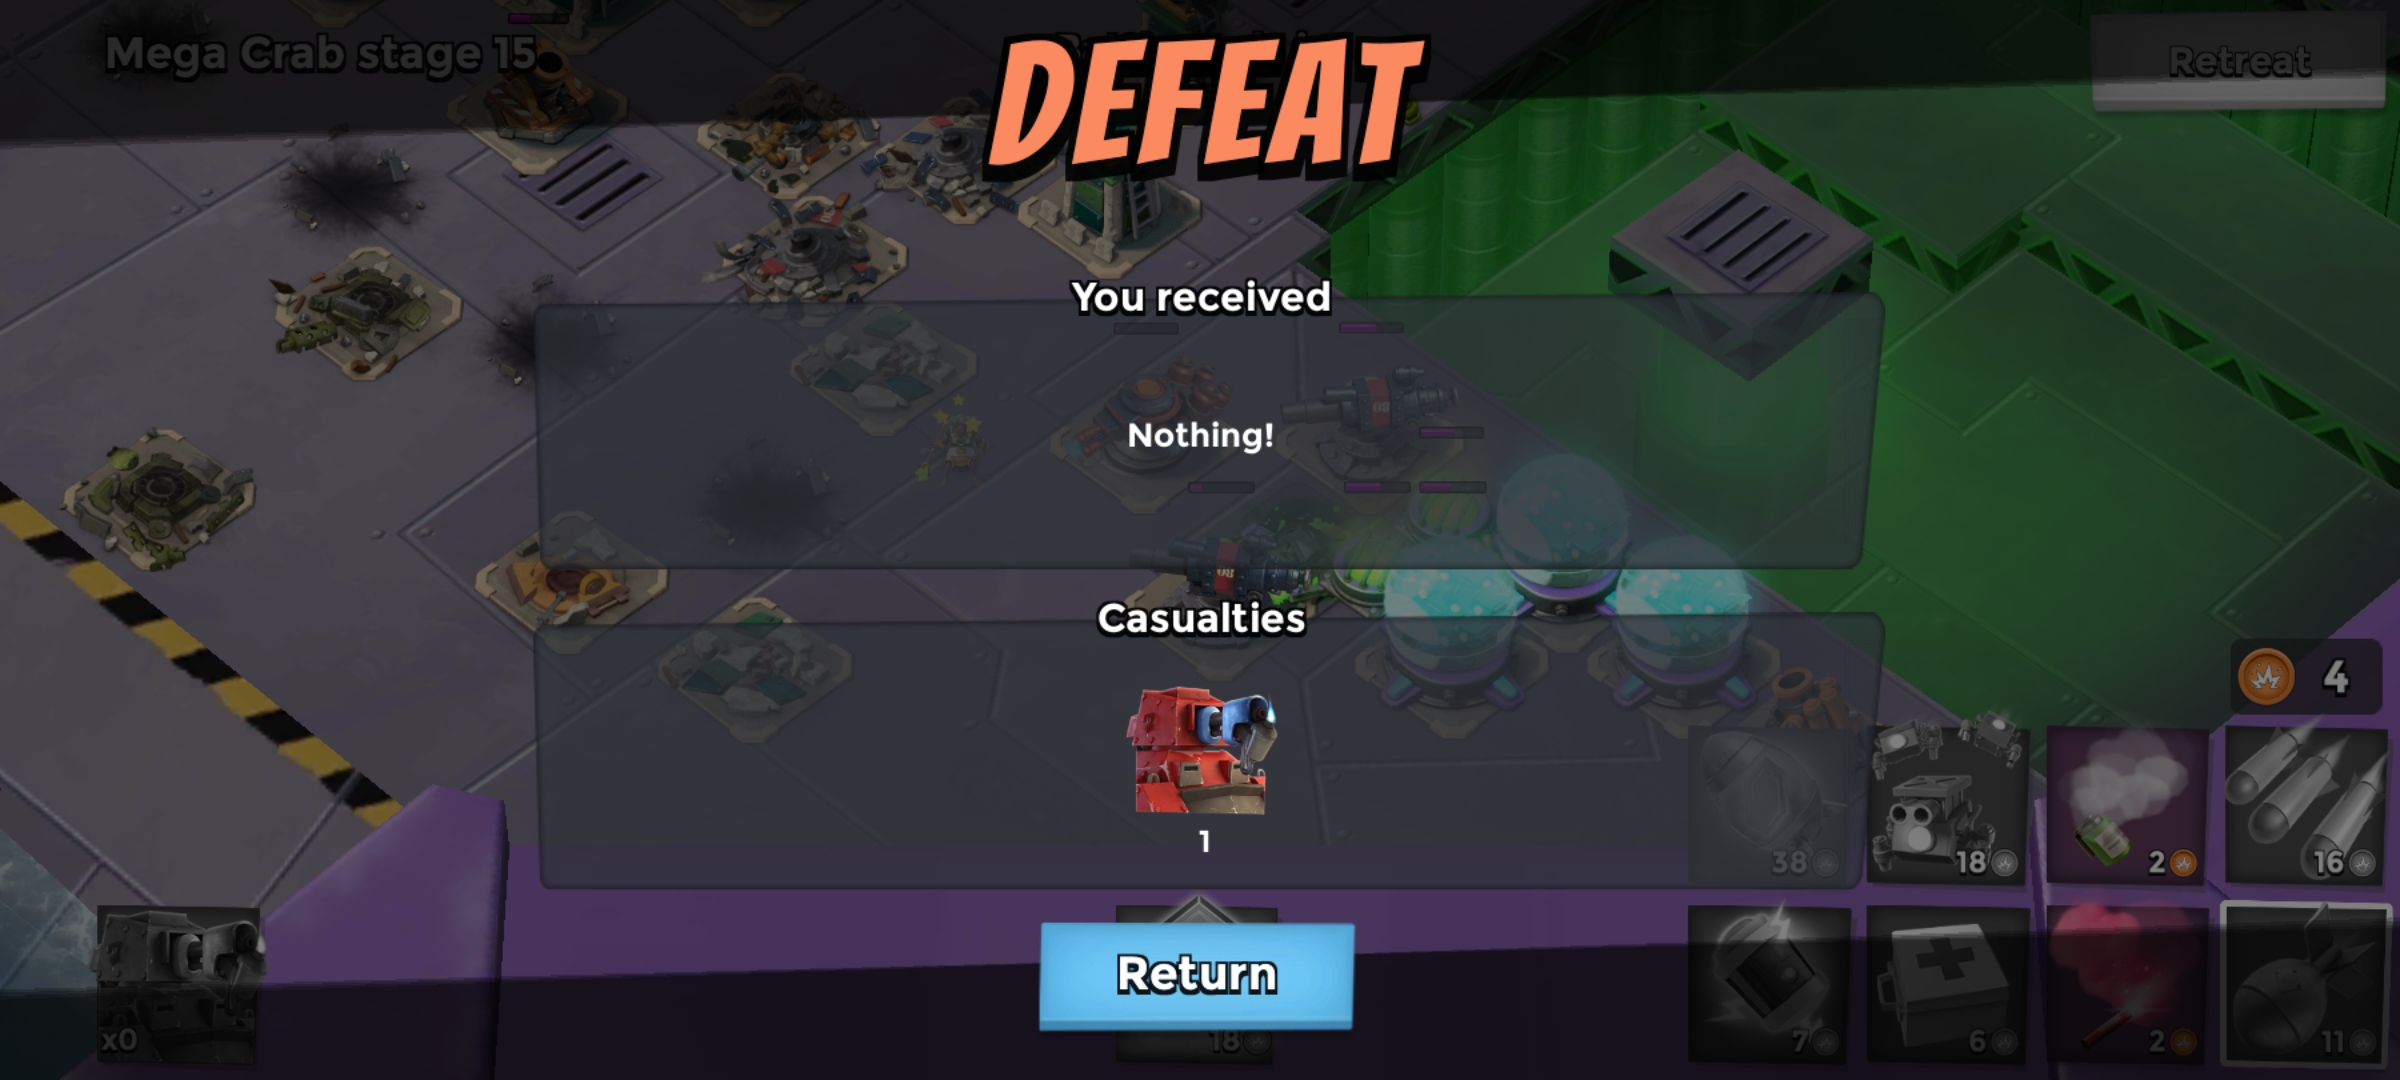 Mega Crab stage 15
DEFEAT
Retreat
You received
Nothing!
Casualties
1
4
38
18
2
16
Return
x0
18
7
6
2
11